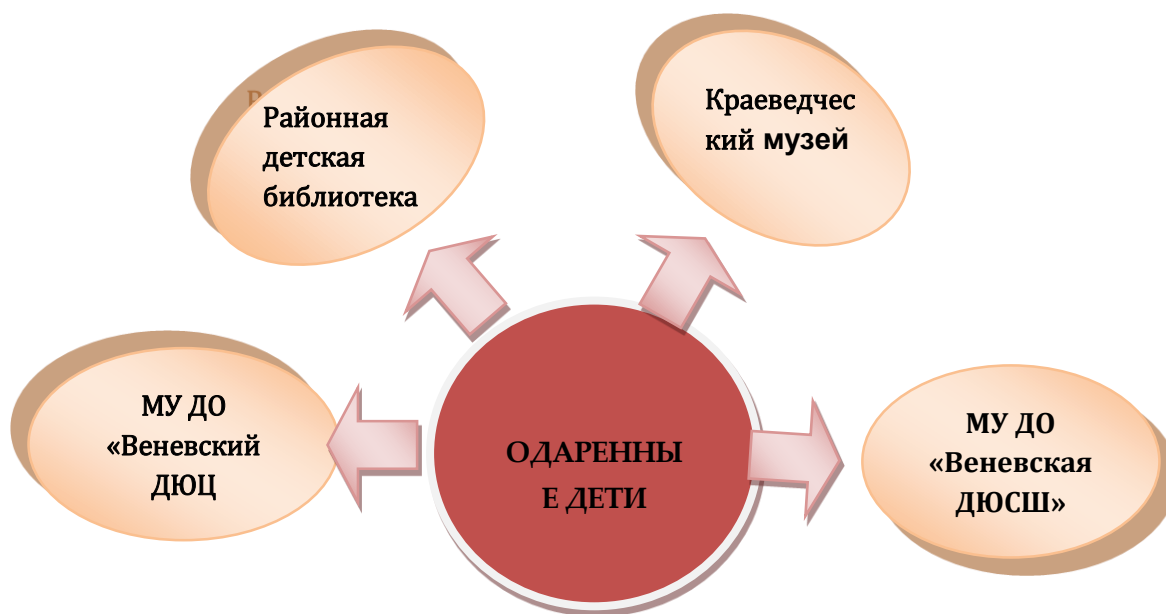 Районная
детская
библиотека
Краеведчес
кий музей
МУ ДО
«Веневский
ДЮЦ
МУ ДО
«Веневская
ДЮСШ»
ОДАРЕННЫ
Е ДЕТИ